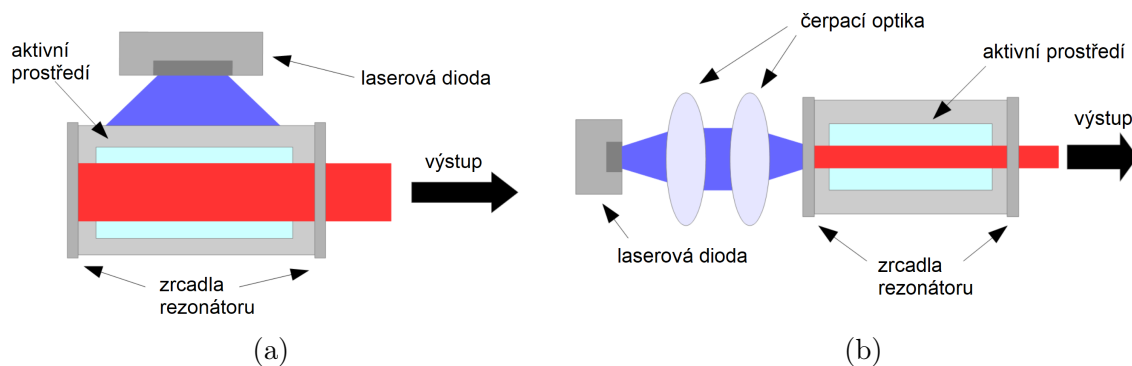 aktivní
prostředí
laserová dioda
výstup
zrcadla
rezonátoru
(a)
čerpací optika
aktivní prostředí
výstup
laserová dioda
zrcadla
rezonátoru
(b)